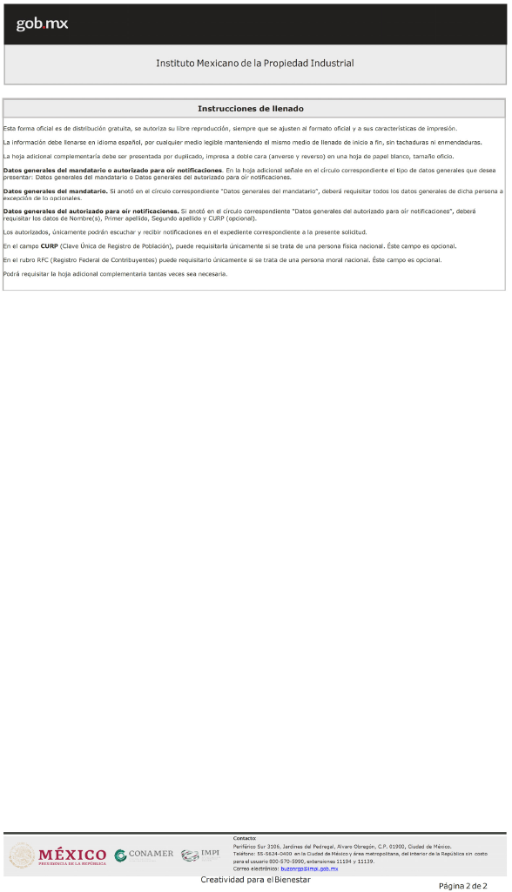 gob.mx
Instituto Mexicano de la Propiedad Industrial
Instrucciones de llenado
Esta forma oficial es de distribución gratuita, se autoriza su libre reproducción, siempre que se ajusten al formato oficial y a sus características de impresión.
La información debe llenarse en idioma español, por cualquier medio legible manteniendo el mismo medio de llenado de inicio a fin, sin tachaduras ni enmendaduras.
La hoja adicional complementaria debe ser presentada por duplicado, impresa a doble cara (anverso y reverso) en una hoja de papel blanco, tamaño oficio.
Datos generales del mandatario o autorizado para oír notificaciones. En la hoja adicional señale en el círculo correspondiente el tipo de datos generales que desea
presentar: Datos generales del mandatario o Datos generales del autorizado para oír notificaciones.
Datos generales del mandatario. Si anotó en el círculo correspondiente "Datos generales del mandatario", deberá requisitar todos los datos generales de dicha persona a
excepción de lo opcionales.
Datos generales del autorizado para oír notificaciones. Si anotó en el círculo correspondiente "Datos generales del autorizado para oír notificaciones", deberá
requisitar los datos de Nombre(s), Primer apellido, Segundo apellido y CURP (opcional).
Los autorizados, únicamente podrán escuchar y recibir notificaciones en el expediente correspondiente a la presente solicitud.
En el campo CURP (Clave Única de Registro de Población), puede requisitarla únicamente si se trata de una persona física nacional. Éste campo es opcional.
En el rubro RFC (Registro Federal de Contribuyentes) puede requisitarlo únicamente si se trata de una persona moral nacional. Éste campo es opcional.
Podrá requisitar la hoja adicional complementaria tantas veces sea necesaria.
Contacto:
Periférico Sur 3106, Jardines del Pedregal, Álvaro Obregón, C.P. 01900, Ciudad de México.
Teléfono: 55-5624-0400 en la Ciudad de México y área metropolitana, del interior de la República sin costo
para el usuario 800-570-5990, extensiones 11104 y 11139.
Correo electrónico: buzonrgp@impi.gob.mx
MÉXICO
PRESIDENCIA DE LA REPÚBLICA
CONAMER
IMPI
Creatividad para el Bienestar
Página 2 de 2